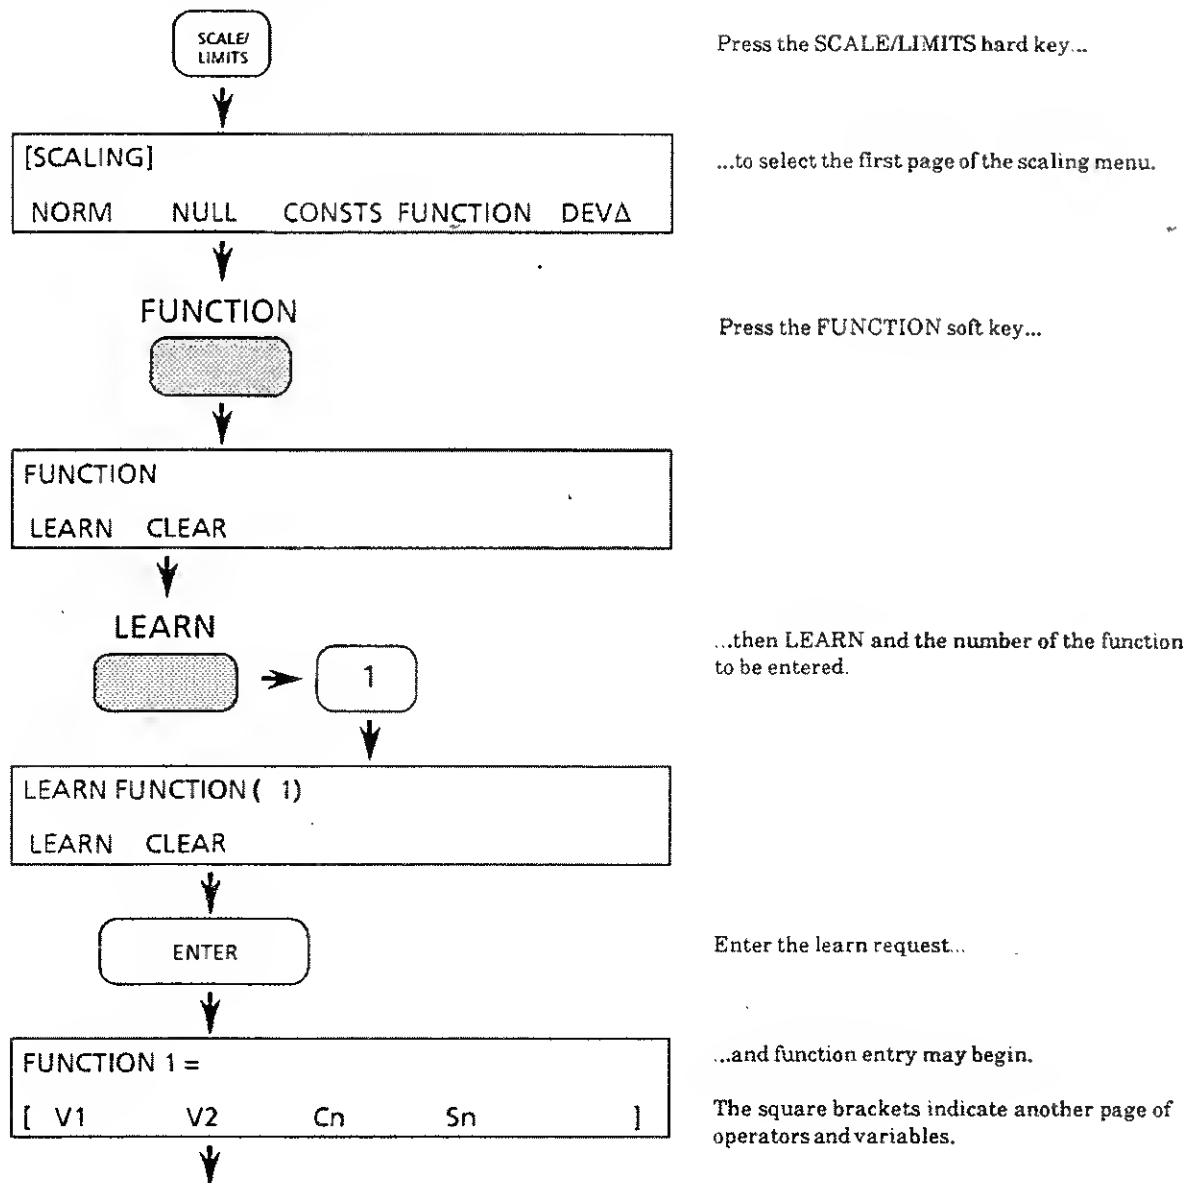 SCALE/
LIMITS
Press the SCALE/LIMITS hard key...
[SCALING]
NORM NULL CONSTS FUNCTION DEVΔ
...to select the first page of the scaling menu.
FUNCTION
Press the FUNCTION soft key...
FUNCTION
LEARN CLEAR
LEARN
1
...then LEARN and the number of the function
to be entered.
LEARN FUNCTION ( 1)
LEARN CLEAR
ENTER
Enter the learn request...
FUNCTION 1 =
[ V1 V2 Cn Sn ]
...and function entry may begin.
The square brackets indicate another page of
operators and variables.